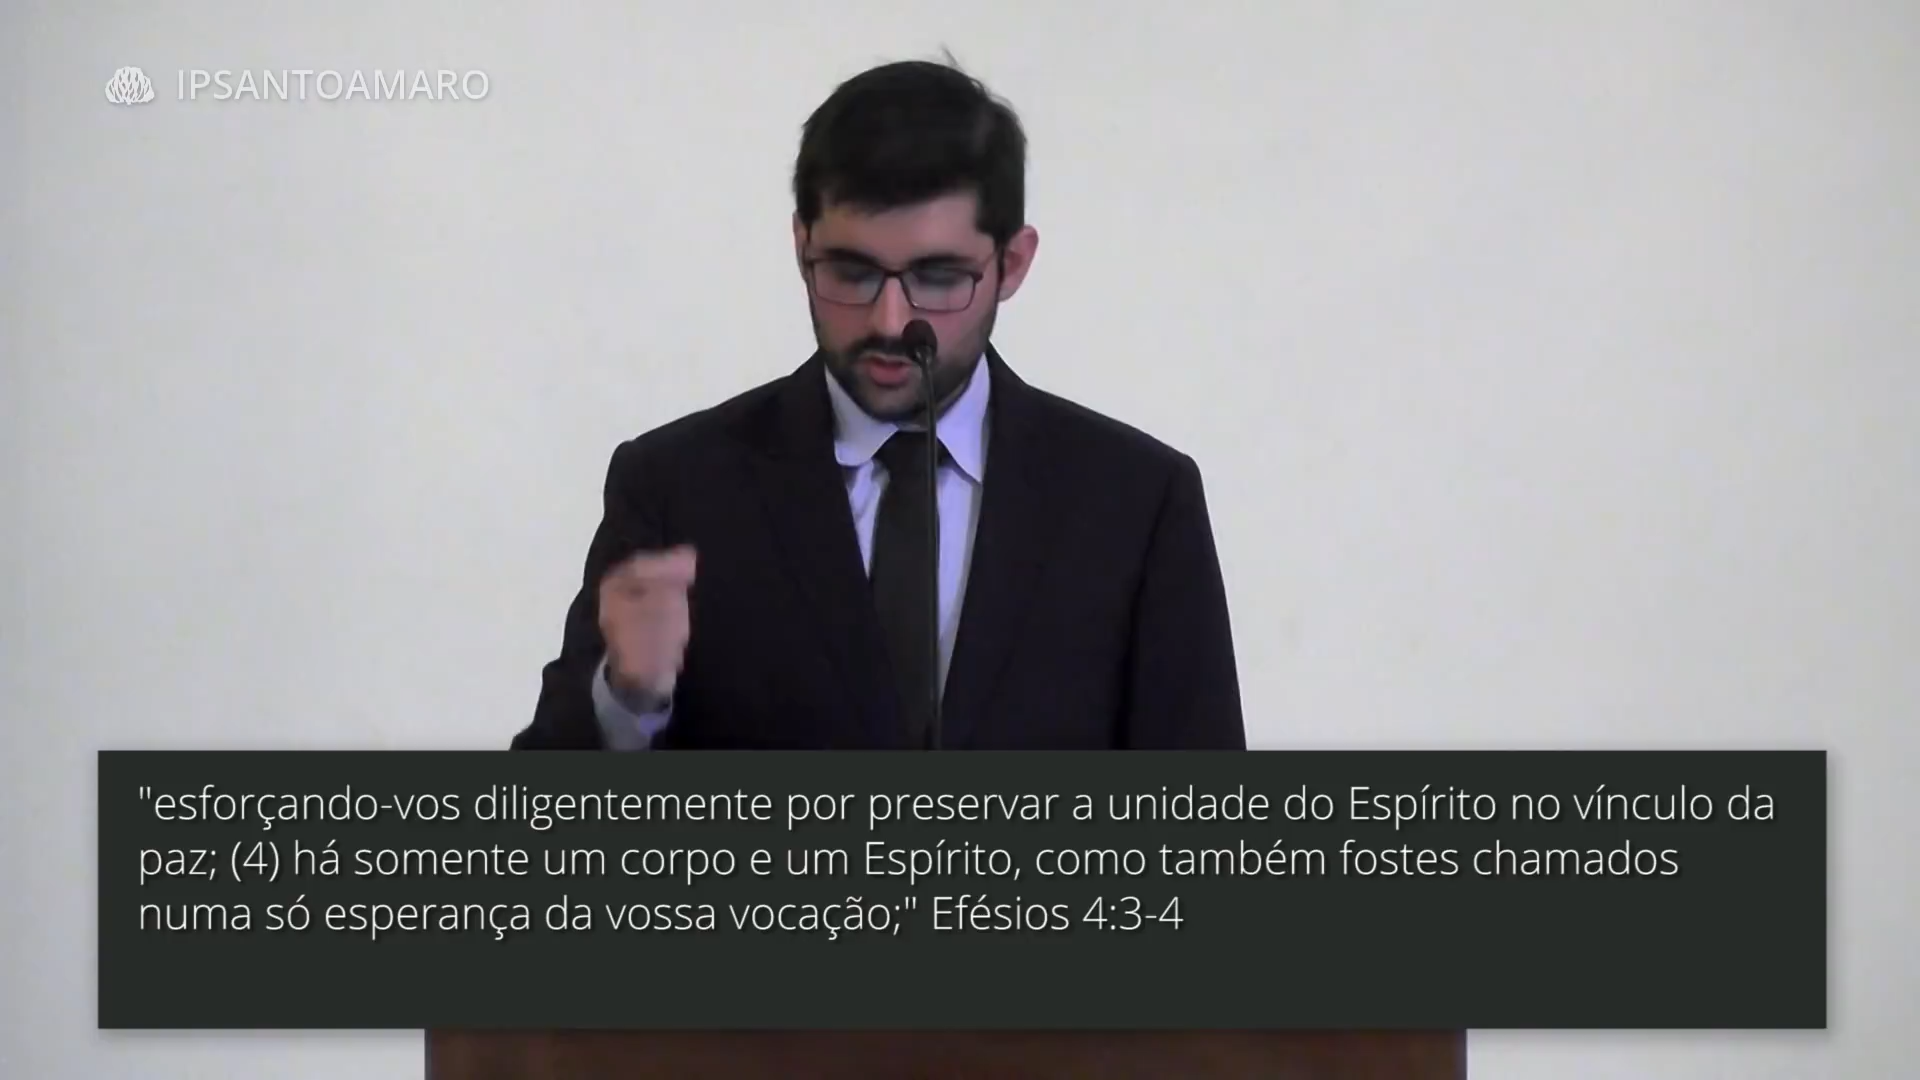 IPSANTOAMARO
"esforçando-vos diligentemente por preservar a unidade do Espírito no vínculo da
paz; (4) há somente um corpo e um Espírito, como também fostes chamados
numa só esperança da vossa vocação;" Efésios 4:3-4